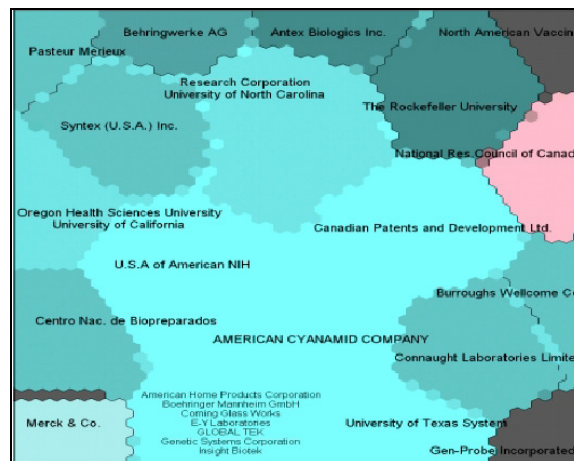 Behringwerke AG
Antex Biologics Inc.
North American Vaccin
Pasteur Merieux
Research Corporation
University of North Carolina
The Rockefeller University
Syntex (U.S.A.) Inc.
National Res. Council of Canad
Oregon Health Sciences University
University of California
Canadian Patents and Development Ltd.
U.S.A of American NIH
Burroughs Wellcome Co
Centro Nac. de Biopreparados
AMERICAN CYANAMID COMPANY
Connaught Laboratories Limite
American Home Products Corporation
Boehringer Mannheim GmbH
Corning Glass Works
E-Y Laboratories
GLOBAL TEK
Genetic Systems Corporation
Insight Biotek
Merck & Co.
University of Texas System
Gen-Probe Incorporated